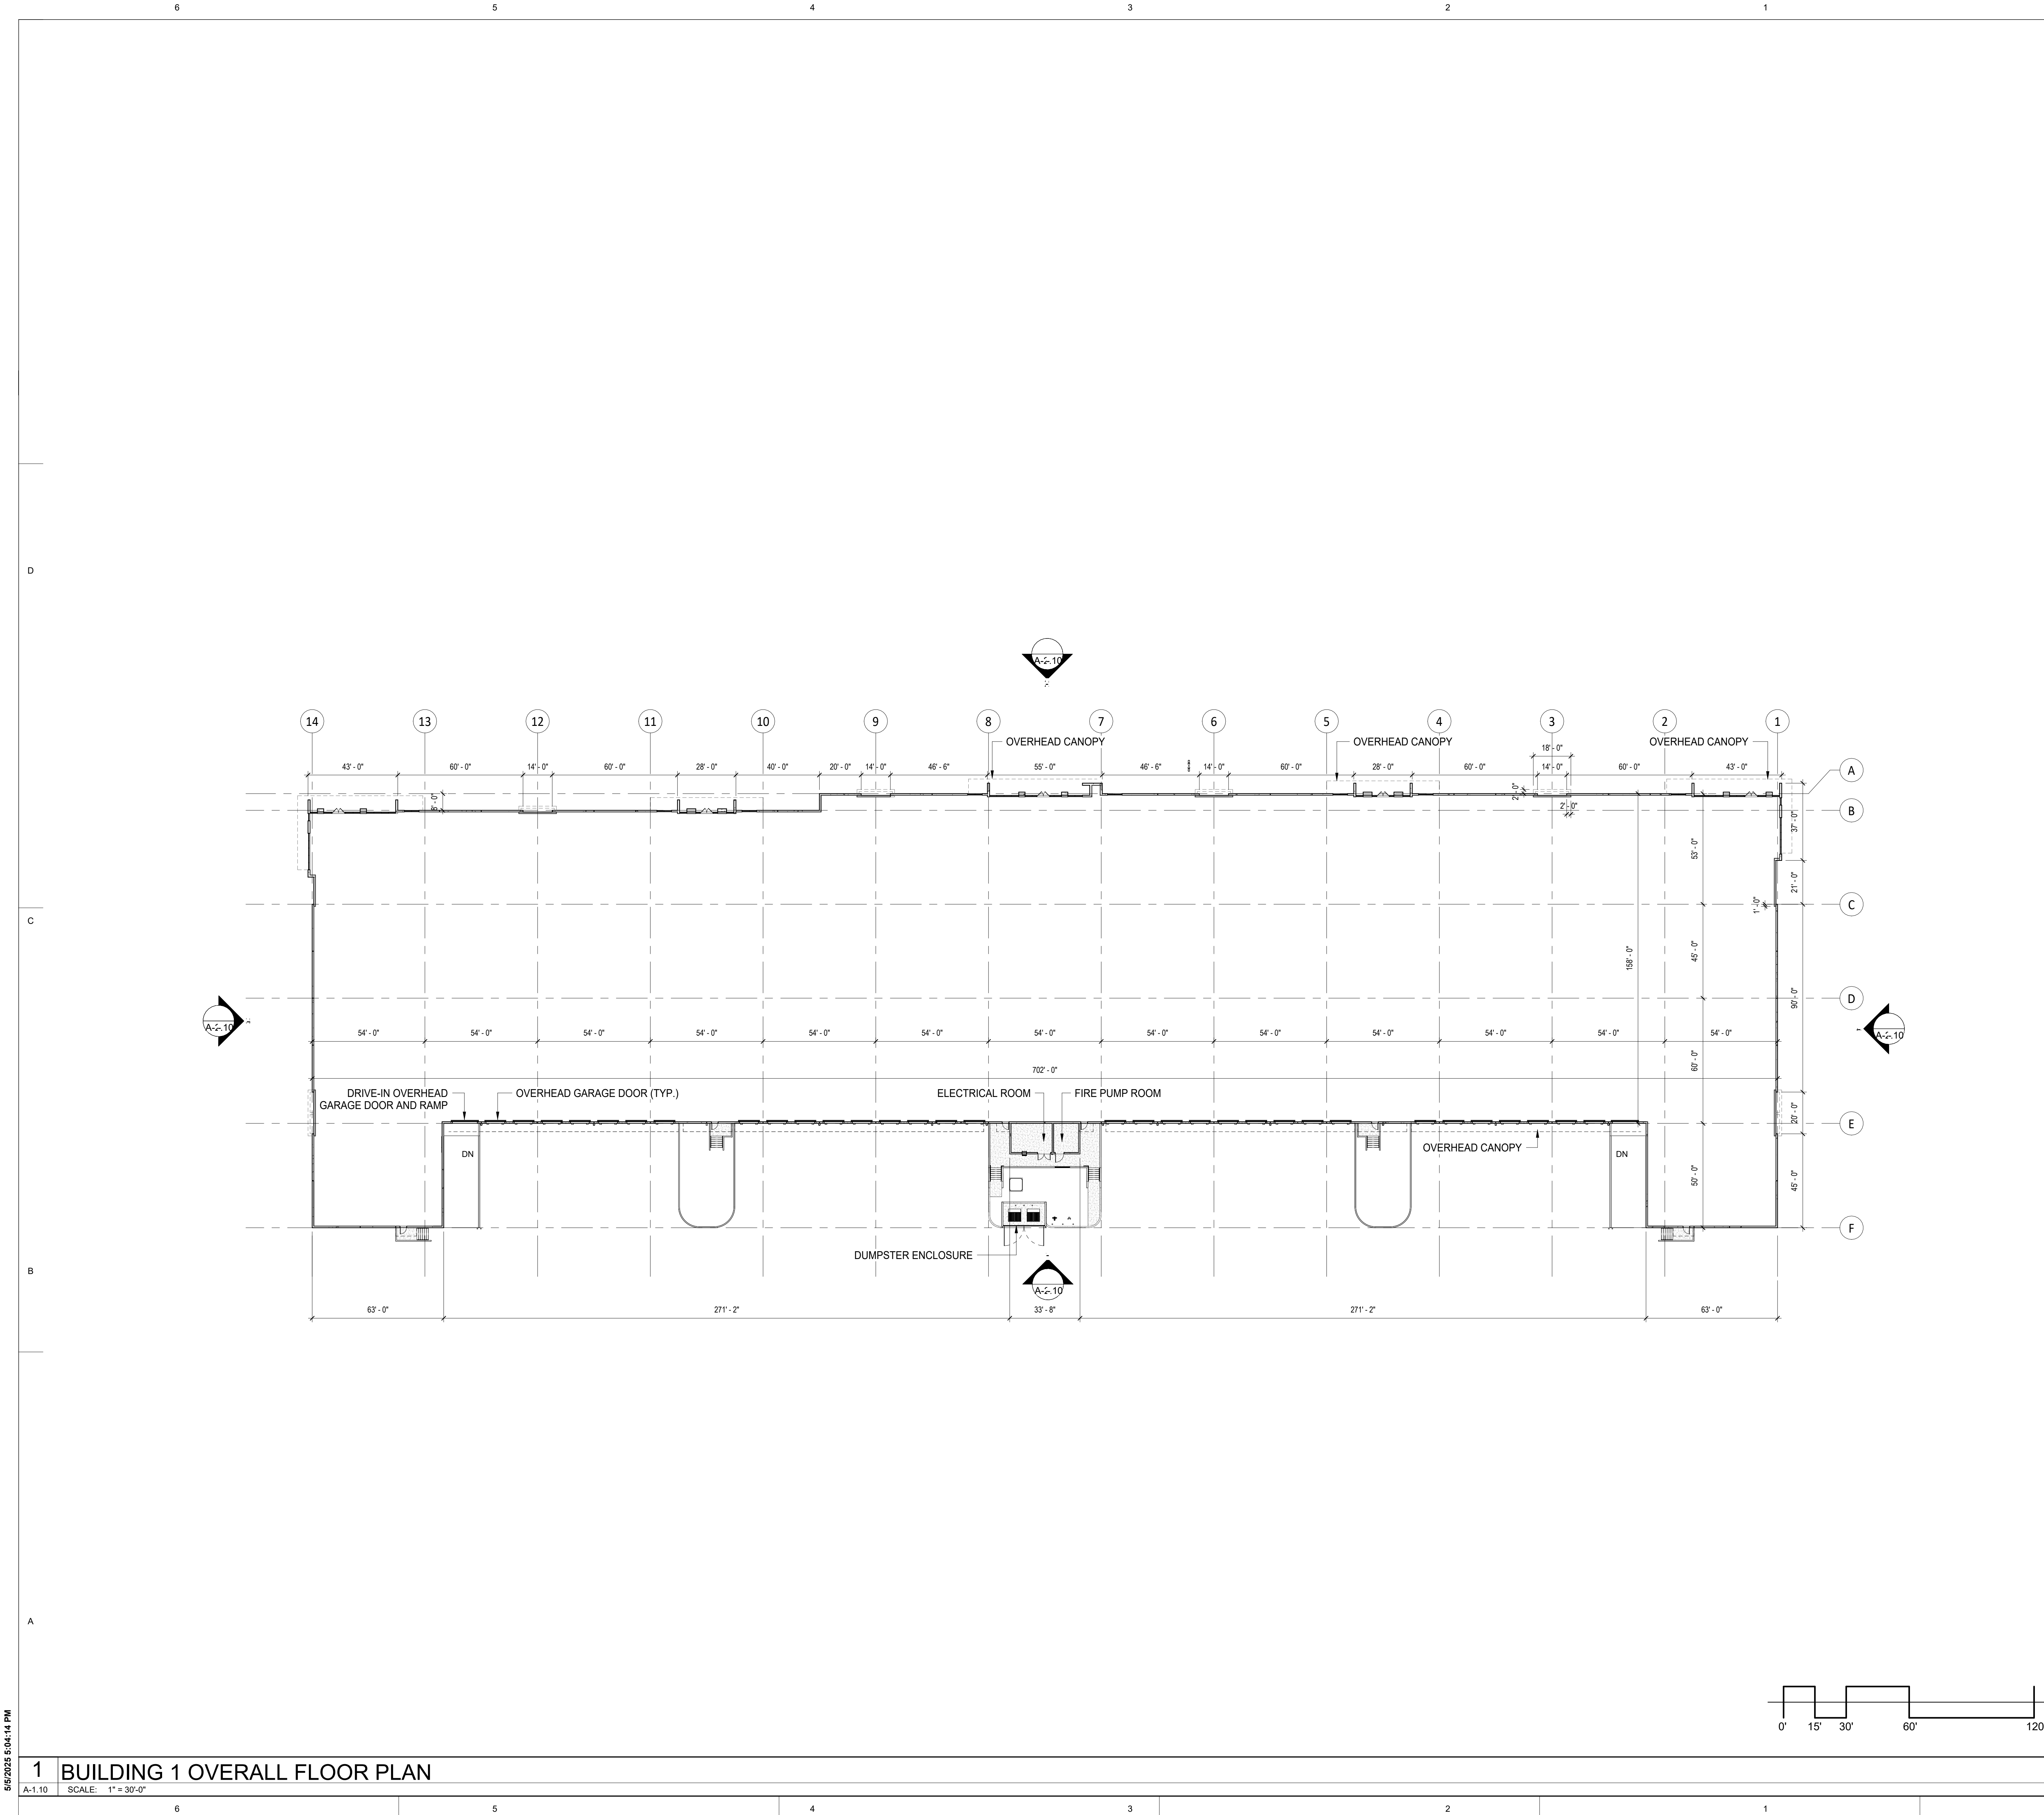 6 5 4 3 2 1
14 13 12 11 10 9 8 7 6 5 4 3 2 1
OVERHEAD CANOPY OVERHEAD CANOPY OVERHEAD CANOPY
18' - 0"
43' - 0" 60' - 0" 14' - 0" 60' - 0" 28' - 0" 40' - 0" 20' - 0" 14' - 0" 46' - 6" 55' - 0" 46' - 6" 14' - 0" 60' - 0" 28' - 0" 60' - 0" 14' - 0" 60' - 0" 43' - 0"
A
8' - 0"
2' - 0"
2' - 0"
B
37' - 0"
53' - 0"
21' - 0"
1' - 0"
C
D
C
158' - 0"
45' - 0"
90' - 0"
D
54' - 0" 54' - 0" 54' - 0" 54' - 0" 54' - 0" 54' - 0" 54' - 0" 54' - 0" 54' - 0" 54' - 0" 54' - 0" 54' - 0" 54' - 0"
60' - 0"
702' - 0"
DRIVE-IN OVERHEAD
GARAGE DOOR AND RAMP
OVERHEAD GARAGE DOOR (TYP.)
ELECTRICAL ROOM
FIRE PUMP ROOM
20' - 0"
E
OVERHEAD CANOPY
DN
DN
50' - 0"
45' - 0"
F
DUMPSTER ENCLOSURE
B
63' - 0" 271' - 2" 33' - 8" 271' - 2" 63' - 0"
A
0' 15' 30' 60' 120
5/5/2025 5:04:14 PM
1 BUILDING 1 OVERALL FLOOR PLAN
A-1.10 SCALE: 1" = 30'-0"
6 5 4 3 2 1